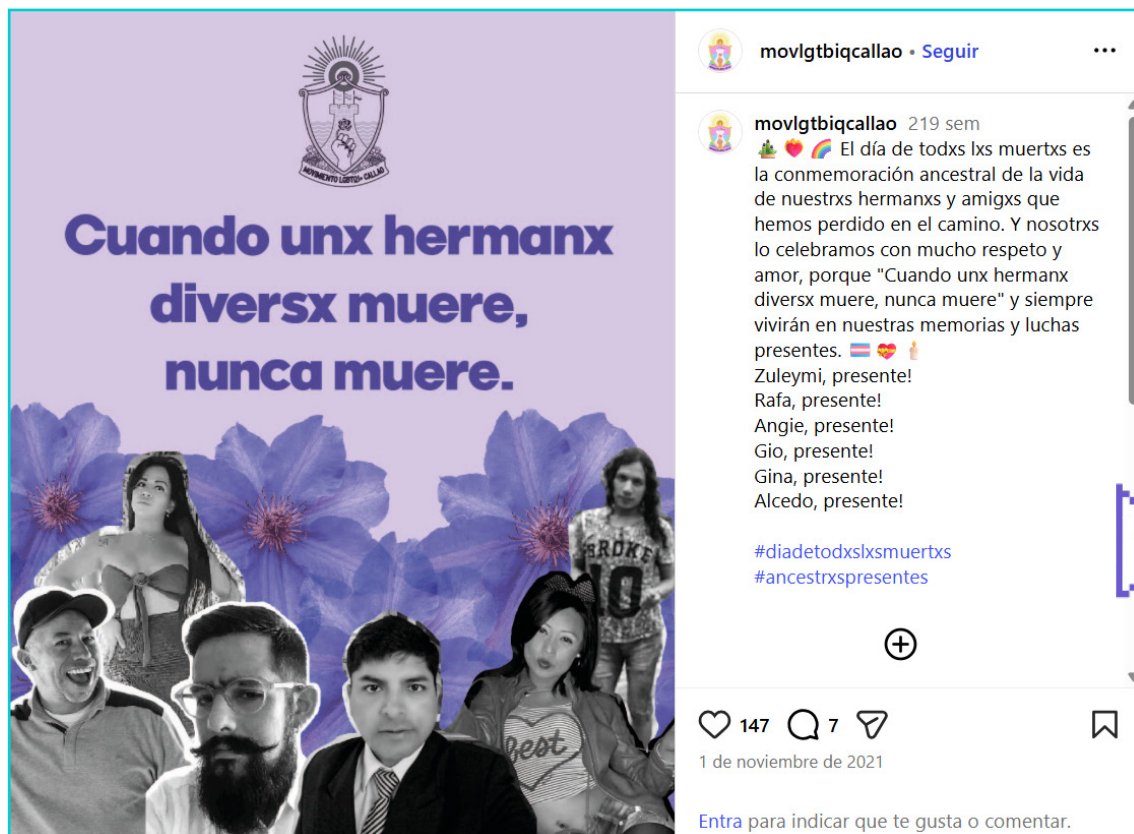 MOVIMIENTO LGBTQI+ CALLAO
Cuando unx hermanx
diversx muere,
nunca muere.
BROKE
10
Best
movlgtbiqcallao • Seguir
movlgtbiqcallao 219 sem
El día de todxs lxs muertxs es
la conmemoración ancestral de la vida
de nuestrxs hermanxs y amigxs que
hemos perdido en el camino. Y nosotrxs
lo celebramos con mucho respeto y
amor, porque "Cuando unx hermanx
diversx muere, nunca muere" y siempre
vivirán en nuestras memorias y luchas
presentes.
Zuleymi, presente!
Rafa, presente!
Angie, presente!
Gio, presente!
Gina, presente!
Alcedo, presente!
#diadetodxslxsmuertxs
#ancestrxspresentes
147 7
1 de noviembre de 2021
Entra para indicar que te gusta o comentar.